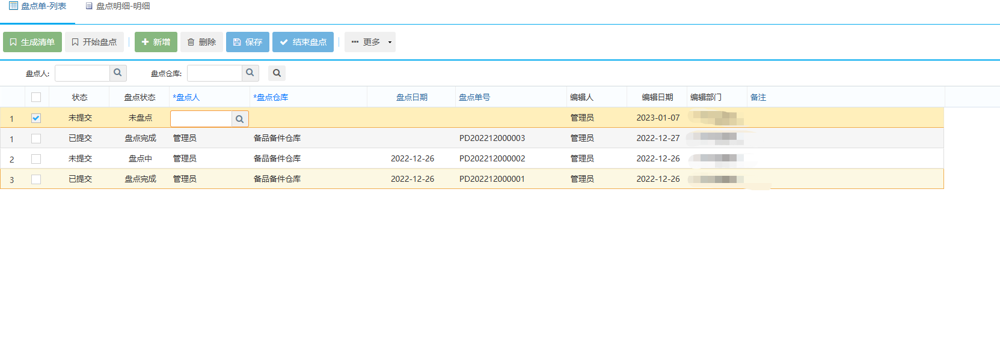 盘点单-列表 盘点明细-明细
生成清单 开始盘点 新增 删除 保存 结束盘点 更多
盘点人: 盘点仓库:
状态 盘点状态 *盘点人 *盘点仓库 盘点日期 盘点单号 编辑人 编辑日期 编辑部门 备注
1 未提交 未盘点 管理员 2023-01-07
1 已提交 盘点完成 管理员 备品备件仓库 PD202212000003 管理员 2022-12-27
2 未提交 盘点中 管理员 备品备件仓库 2022-12-26 PD202212000002 管理员 2022-12-26
3 已提交 盘点完成 管理员 备品备件仓库 2022-12-26 PD202212000001 管理员 2022-12-26